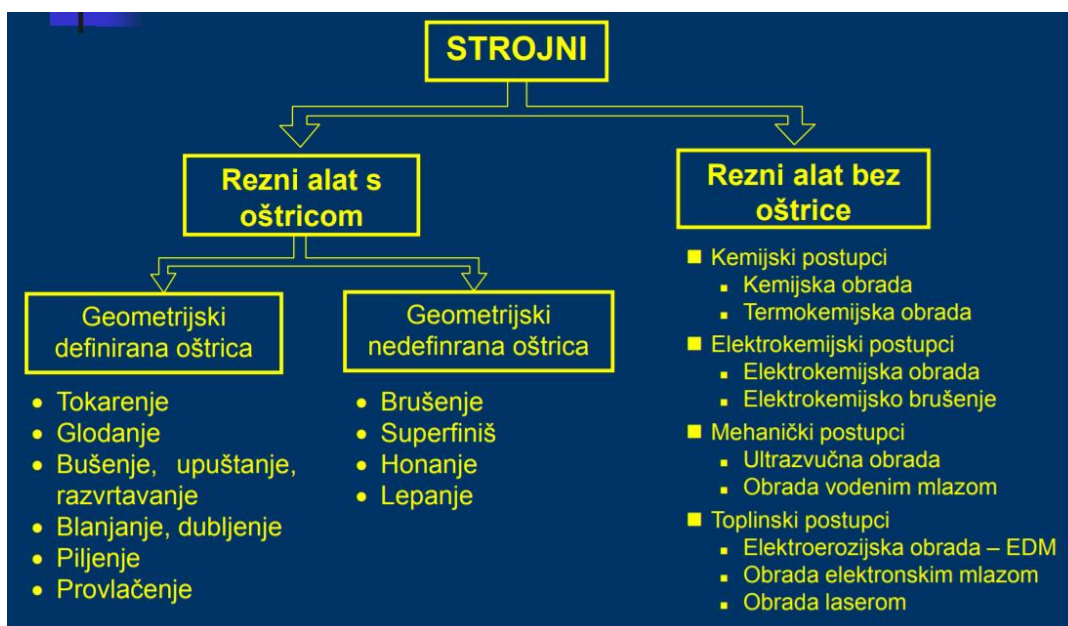 STROJNI
Rezni alat s
oštricom
Geometrijski
definirana oštrica
• Tokarenje
• Glodanje
• Bušenje, upuštanje,
razvrtavanje
• Blanjanje, dubljenje
• Piljenje
• Provlačenje
Geometrijski
nedefinrana oštrica
• Brušenje
• Superfiniš
• Honanje
• Lepanje
Rezni alat bez
oštrice
■ Kemijski postupci
▪ Kemijska obrada
▪ Termokemijska obrada
■ Elektrokemijski postupci
▪ Elektrokemijska obrada
▪ Elektrokemijsko brušenje
■ Mehanički postupci
▪ Ultrazvučna obrada
▪ Obrada vodenim mlazom
■ Toplinski postupci
▪ Elektroerozijska obrada – EDM
▪ Obrada elektronskim mlazom
▪ Obrada laserom